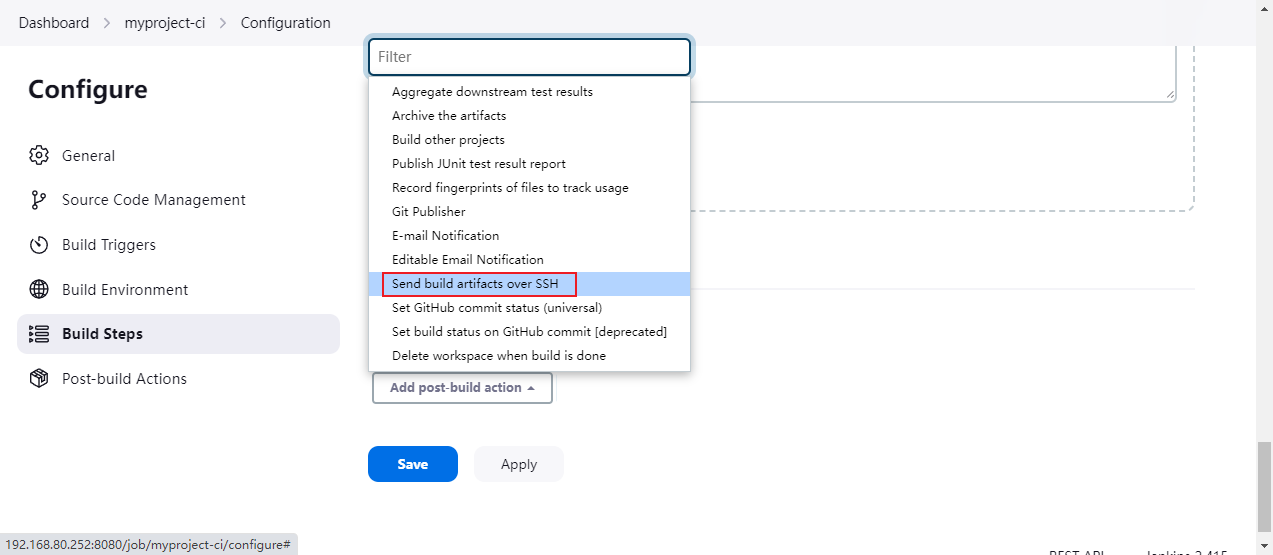 Dashboard > myproject-ci > Configuration
Configure
General
Source Code Management
Build Triggers
Build Environment
Build Steps
Post-build Actions
Filter
Aggregate downstream test results
Archive the artifacts
Build other projects
Publish JUnit test result report
Record fingerprints of files to track usage
Git Publisher
E-mail Notification
Editable Email Notification
Send build artifacts over SSH
Set GitHub commit status (universal)
Set build status on GitHub commit [deprecated]
Delete workspace when build is done
Add post-build action
Save
Apply
192.168.80.252:8080/job/myproject-ci/configure#
REST API
Jenkins 2.415